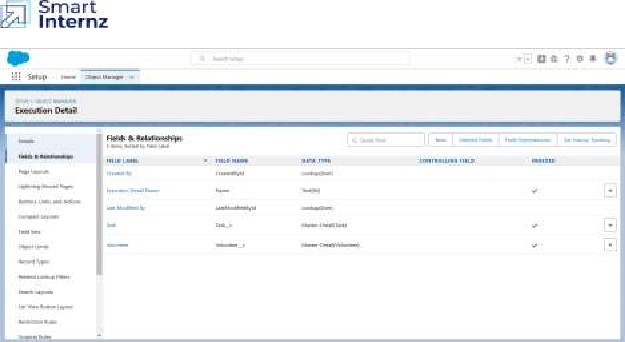 Smart
Internz
Search Setup
Setup Home Object Manager
SETUP > OBJECT MANAGER
Execution Detail
Details
Fields & Relationships
Page Layouts
Lightning Record Pages
Buttons, Links, and Actions
Compact Layouts
Field Sets
Object Limits
Record Types
Related Lookup Filters
Search Layouts
List View Button Layout
Restriction Rules
Scoping Rules
Fields & Relationships
5 Items, Sorted by Field Label
Quick Find New Deleted Fields Field Dependencies Set History Tracking
FIELD LABEL FIELD NAME DATA TYPE CONTROLLING FIELD INDEXED
Created By CreatedById Lookup(User)
Execution Detail Name Name Text(80)
Last Modified By LastModifiedById Lookup(User)
Task Task__c Master-Detail(Task)
Volunteer Volunteer__c Master-Detail(Volunteer)